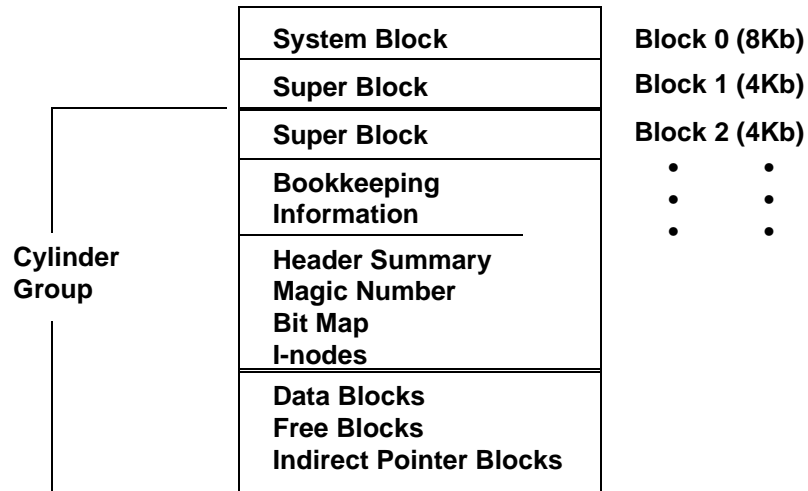 System Block Block 0 (8Kb)
Super Block Block 1 (4Kb)
Super Block Block 2 (4Kb)
Bookkeeping
Information
Cylinder
Group
Header Summary
Magic Number
Bit Map
I-nodes
Data Blocks
Free Blocks
Indirect Pointer Blocks